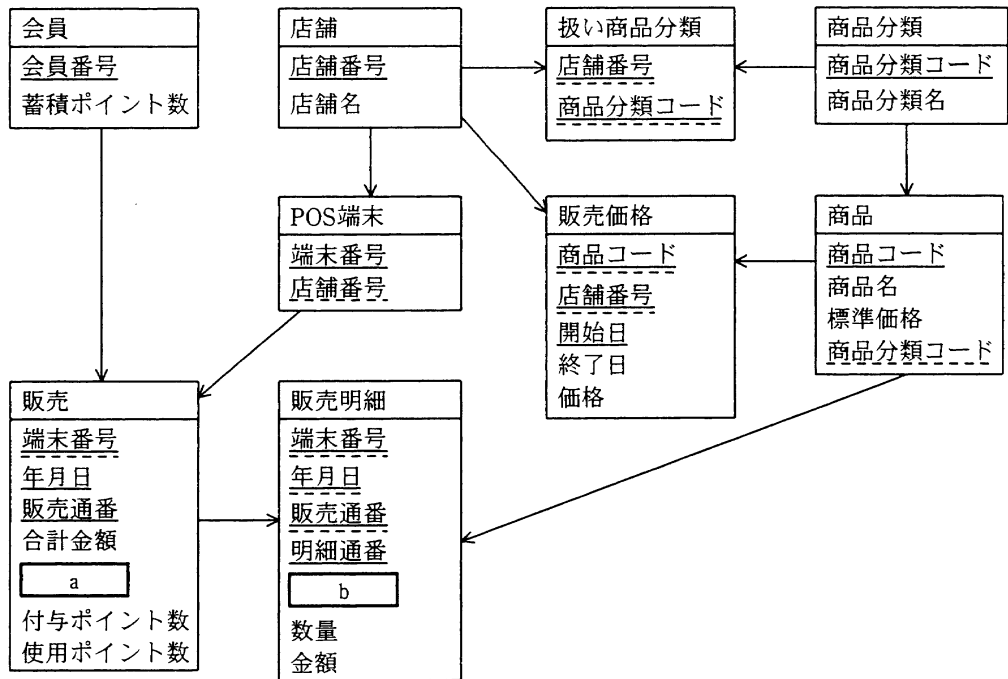 会員
会員番号
蓄積ポイント数
店舗
店舗番号
店舗名
扱い商品分類
店舗番号
商品分類コード
商品分類
商品分類コード
商品分類名
POS端末
端末番号
店舗番号
販売価格
商品コード
店舗番号
開始日
終了日
価格
商品
商品コード
商品名
標準価格
商品分類コード
販売
端末番号
年月日
販売通番
合計金額
a
付与ポイント数
使用ポイント数
販売明細
端末番号
年月日
販売通番
明細通番
b
数量
金額